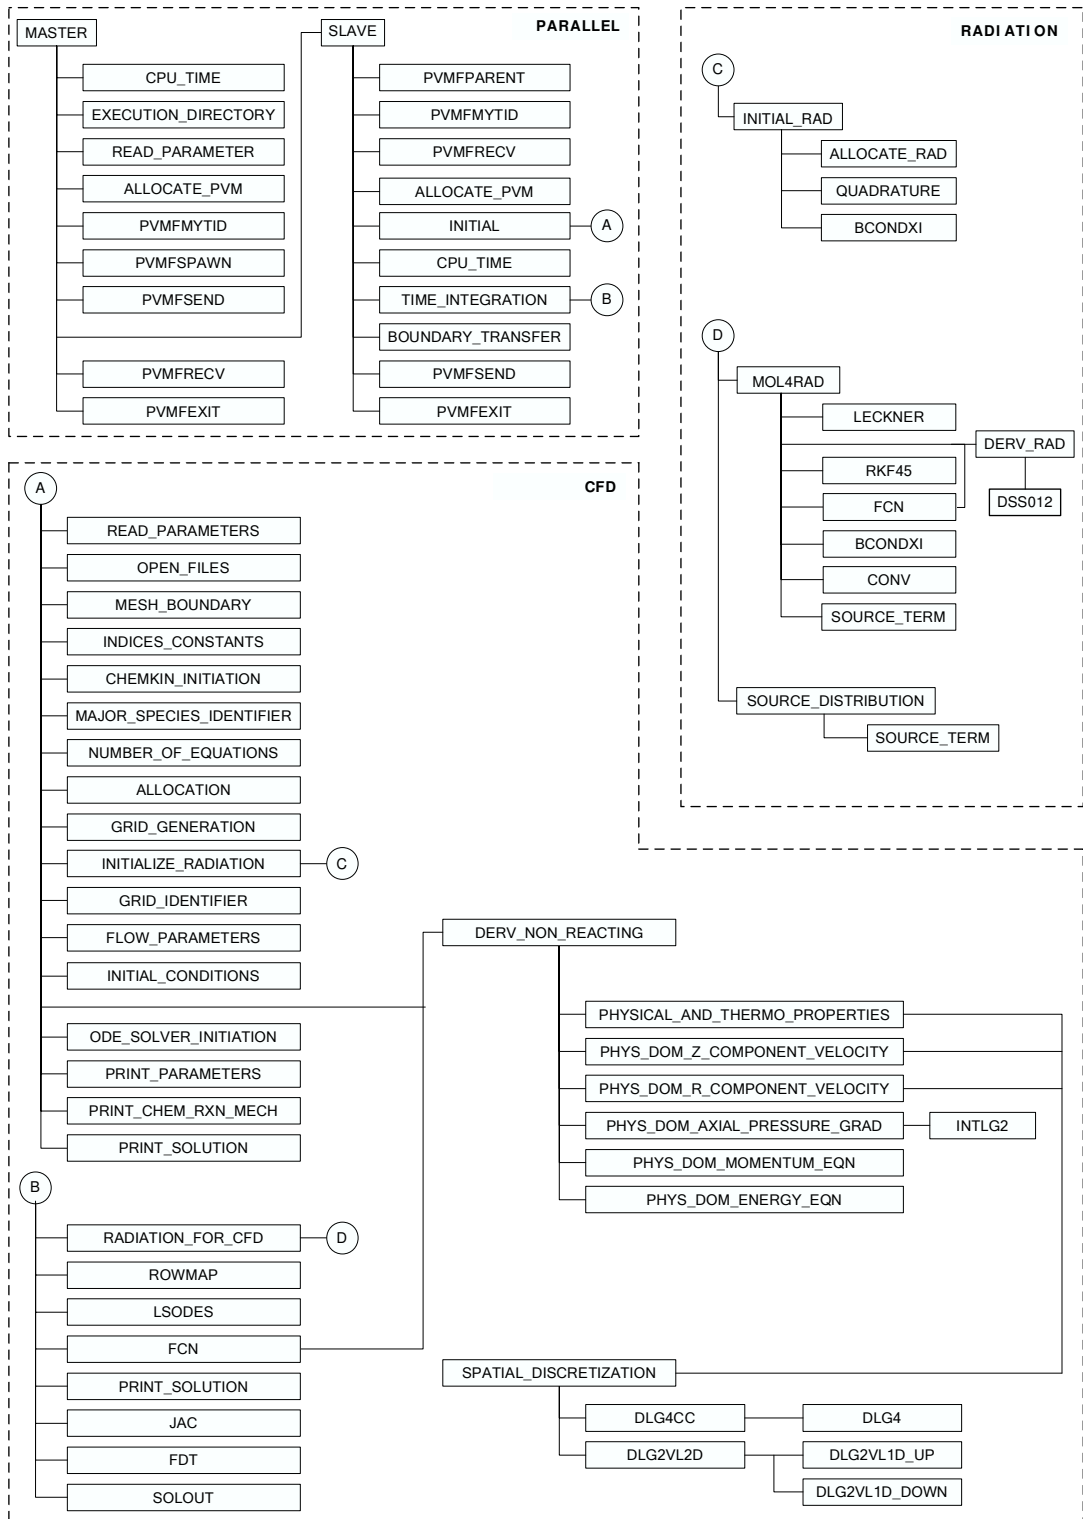 PARALLEL
MASTER
CPU_TIME
EXECUTION_DIRECTORY
READ_PARAMETER
ALLOCATE_PVM
PVMFMYTID
PVMFSPAWN
PVMFSEND
PVMFRECV
PVMFEXIT
SLAVE
PVMFPARENT
PVMFMYTID
PVMFRECV
ALLOCATE_PVM
INITIAL
A
CPU_TIME
TIME_INTEGRATION
B
BOUNDARY_TRANSFER
PVMFSEND
PVMFEXIT
RADIATION
C
INITIAL_RAD
ALLOCATE_RAD
QUADRATURE
BCONDXI
D
MOL4RAD
LECKNER
DERV_RAD
RKF45
FCN
DSS012
BCONDXI
CONV
SOURCE_TERM
SOURCE_DISTRIBUTION
SOURCE_TERM
CFD
A
READ_PARAMETERS
OPEN_FILES
MESH_BOUNDARY
INDICES_CONSTANTS
CHEMKIN_INITIATION
MAJOR_SPECIES_IDENTIFIER
NUMBER_OF_EQUATIONS
ALLOCATION
GRID_GENERATION
INITIALIZE_RADIATION
C
GRID_IDENTIFIER
FLOW_PARAMETERS
INITIAL_CONDITIONS
ODE_SOLVER_INITIATION
PRINT_PARAMETERS
PRINT_CHEM_RXN_MECH
PRINT_SOLUTION
B
RADIATION_FOR_CFD
D
ROWMAP
LSODES
FCN
PRINT_SOLUTION
JAC
FDT
SOLOUT
DERV_NON_REACTING
PHYSICAL_AND_THERMO_PROPERTIES
PHYS_DOM_Z_COMPONENT_VELOCITY
PHYS_DOM_R_COMPONENT_VELOCITY
PHYS_DOM_AXIAL_PRESSURE_GRAD
INTLG2
PHYS_DOM_MOMENTUM_EQN
PHYS_DOM_ENERGY_EQN
SPATIAL_DISCRETIZATION
DLG4CC
DLG4
DLG2VL2D
DLG2VL1D_UP
DLG2VL1D_DOWN